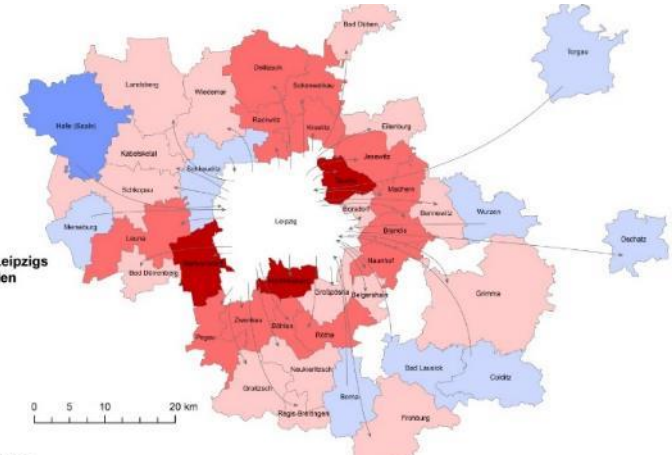 Bad Düben
Torgau
Delitzsch
Landsberg
Wiedemar
Schoenwölkau
Halle (Saale)
Rackwitz
Krostitz
Eilenburg
Kabelsketal
Jesewitz
Schkeuditz
Schkopau
Machern
Borsdorf
Bennewitz
Wurzen
Merseburg
Leipzig
Brandis
Leuna
Oschatz
Naunhof
Leipzigs
en
Bad Dürrenberg
Großpösna
Belgershain
Grimma
Zwenkau
Böhlen
Rötha
Pegau
Bad Lausick
Colditz
Neukieritzsch
Groitzsch
Borna
Regis-Breitingen
Frohburg
0 5 10 20 km